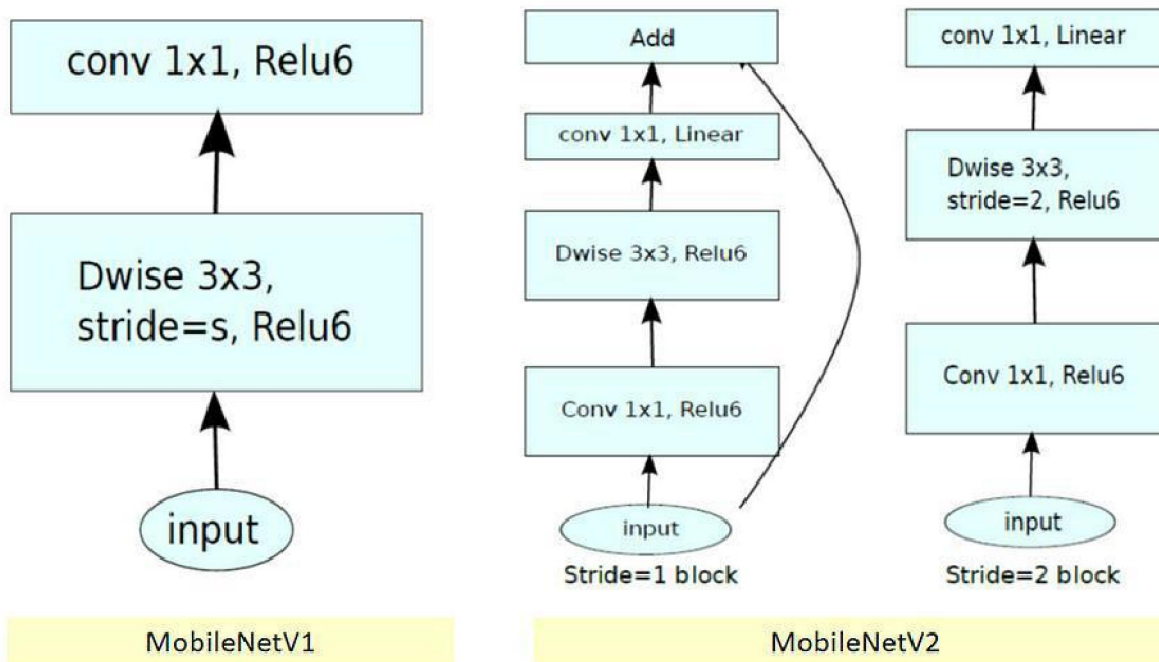 conv 1x1, Relu6
Dwise 3x3,
stride=s, Relu6
input
MobileNetV1
Add
conv 1x1, Linear
Dwise 3x3, Relu6
Conv 1x1, Relu6
input
Stride=1 block
conv 1x1, Linear
Dwise 3x3,
stride=2, Relu6
Conv 1x1, Relu6
input
Stride=2 block
MobileNetV2